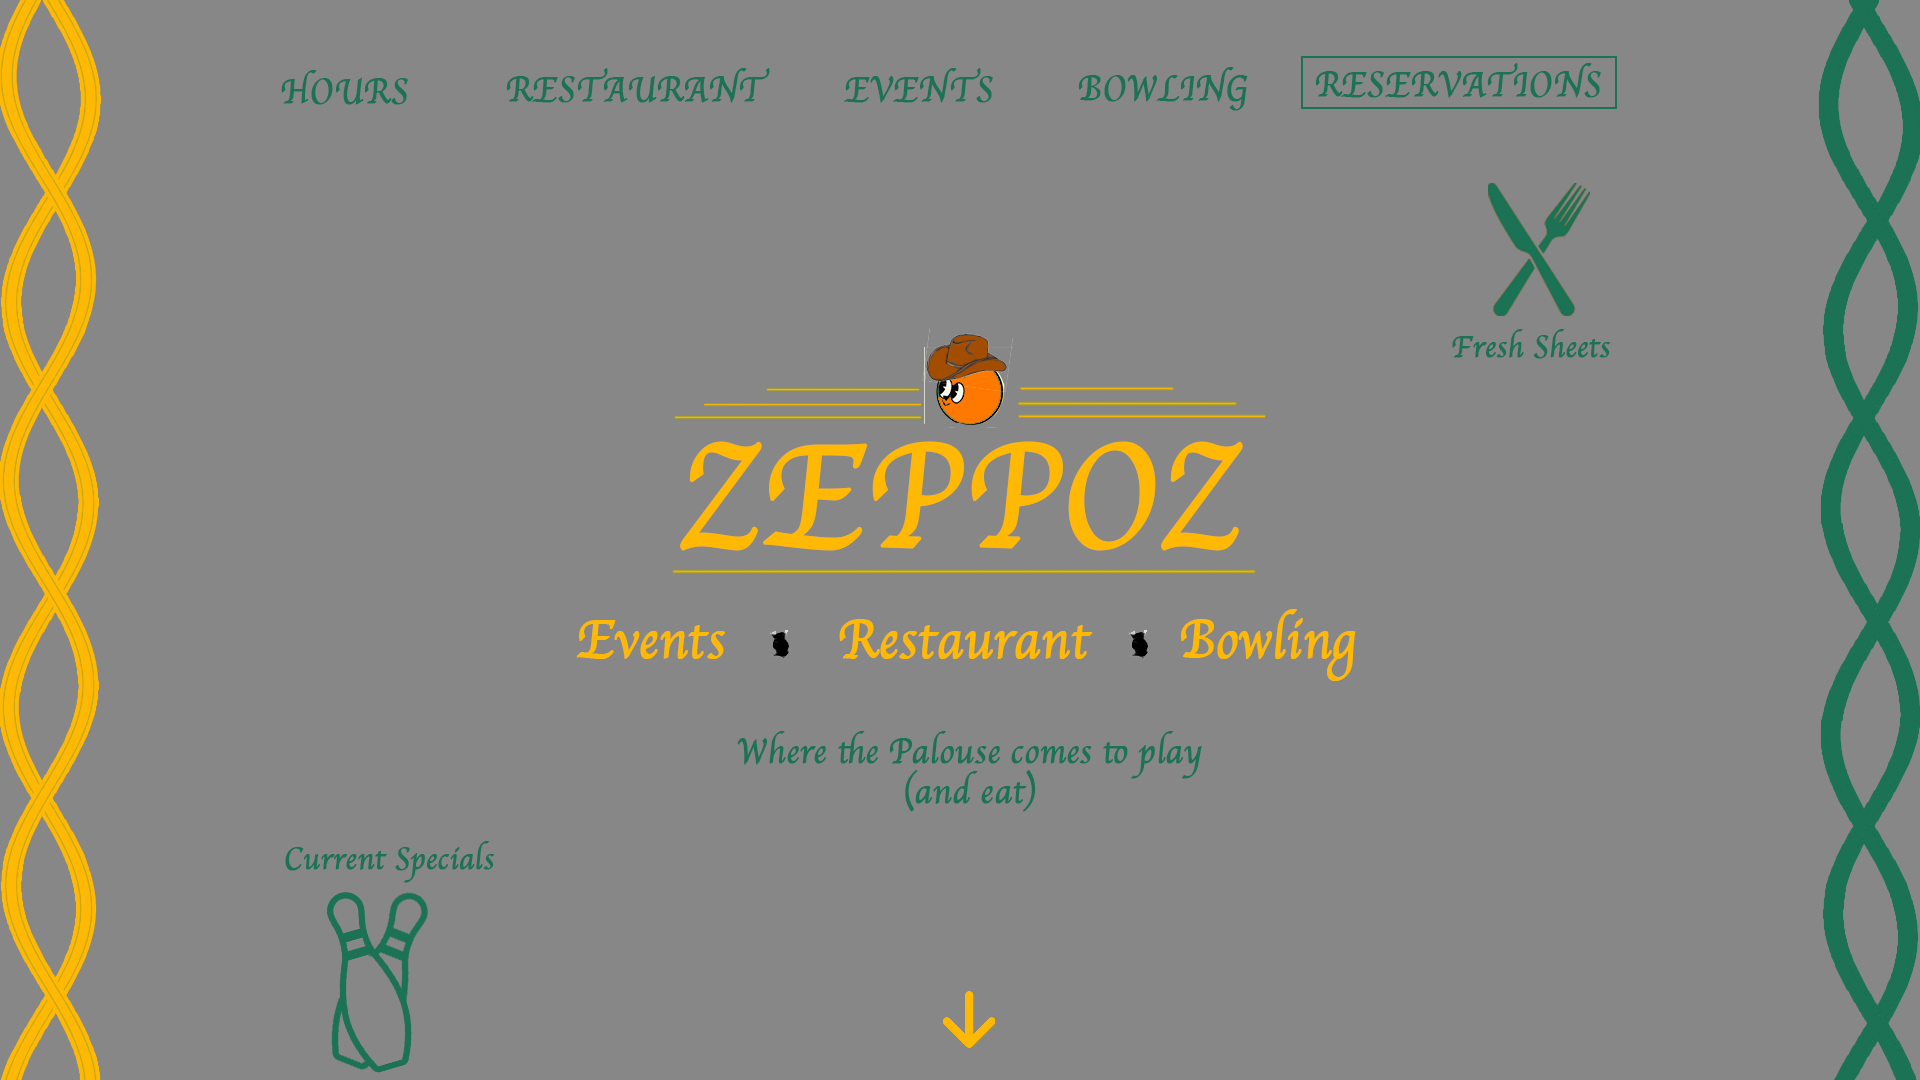 HOURS RESTAURANT EVENTS BOWLING RESERVATIONS
Fresh Sheets
ZEPPOZ
Events Restaurant Bowling
Where the Palouse comes to play
(and eat)
Current Specials